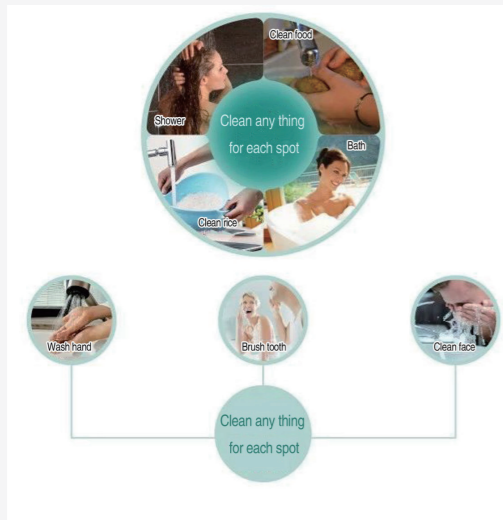 Clean food
Shower
Clean any thing
for each spot
Bath
Clean rice
Wash hand
Brush tooth
Clean face
Clean any thing
for each spot